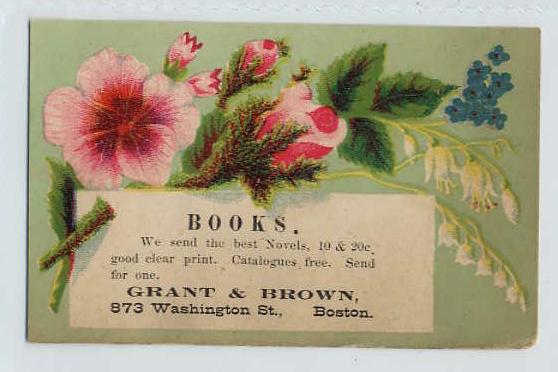 BOOKS.
We send the best Novels, 10 & 20c,
good clear print. Catalogues free. Send
for one.
GRANT & BROWN,
873 Washington St., Boston.